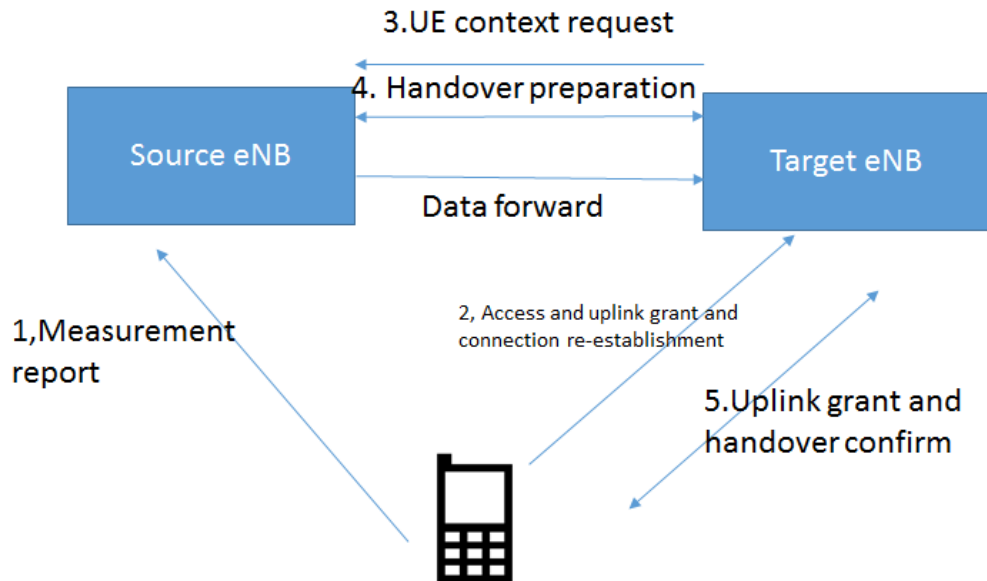 3.UE context request
4. Handover preparation
Source eNB
Target eNB
Data forward
1,Measurement
report
2, Access and uplink grant and
connection re-establishment
5.Uplink grant and
handover confirm